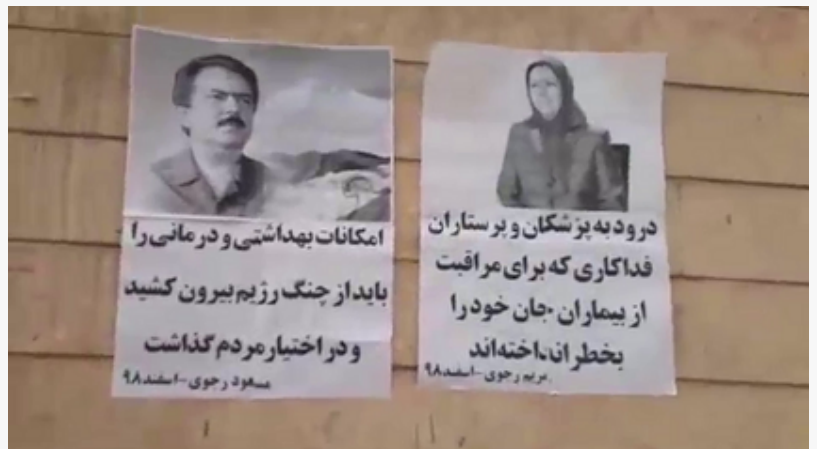 درود به پزشکان و پرستاران
فداکاری که برای مراقبت
از بیماران جان خود را
بخطر انداخته‌اند
مریم رجوی - اسفند ۹۸
امکانات بهداشتی و درمانی را
باید از چنگ رژیم بیرون کشید
و در اختیار مردم گذاشت
مسعود رجوی - اسفند ۹۸